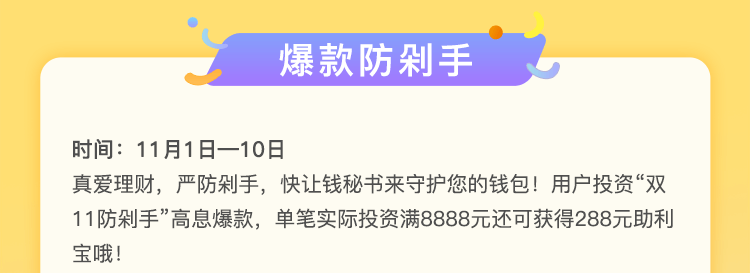 爆款防剁手
时间：11月1日—10日
真爱理财，严防剁手，快让钱秘书来守护您的钱包！用户投资“双
11防剁手”高息爆款，单笔实际投资满8888元还可获得288元助利
宝哦！